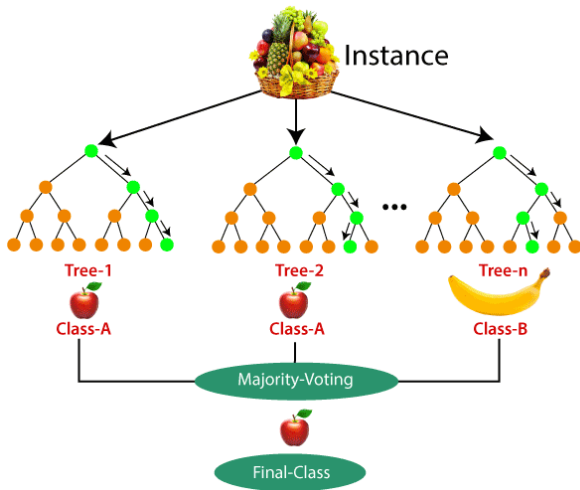 Instance
...
Tree-1
Tree-2
Tree-n
Class-A
Class-A
Class-B
Majority-Voting
Final-Class